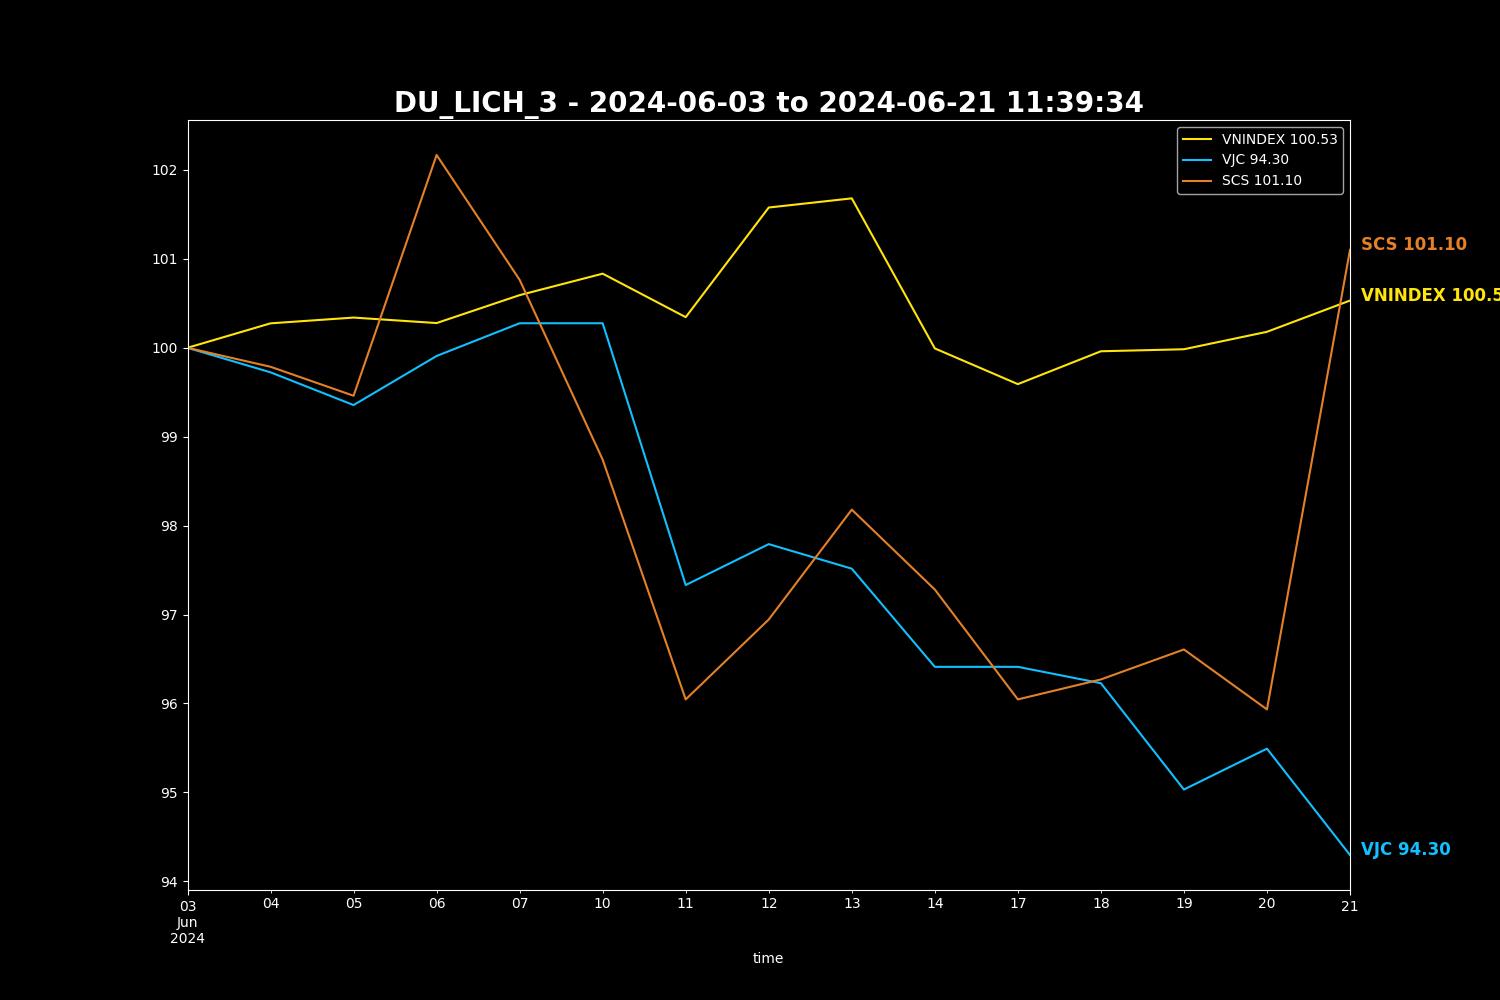 DU_LICH_3 - 2024-06-03 to 2024-06-21 11:39:34
VNINDEX 100.53
VJC 94.30
SCS 101.10
102
101
100
99
98
97
96
95
94
SCS 101.10
VNINDEX 100.5
VJC 94.30
03 04 05 06 07 10 11 12 13 14 17 18 19 20 21
Jun
2024
time